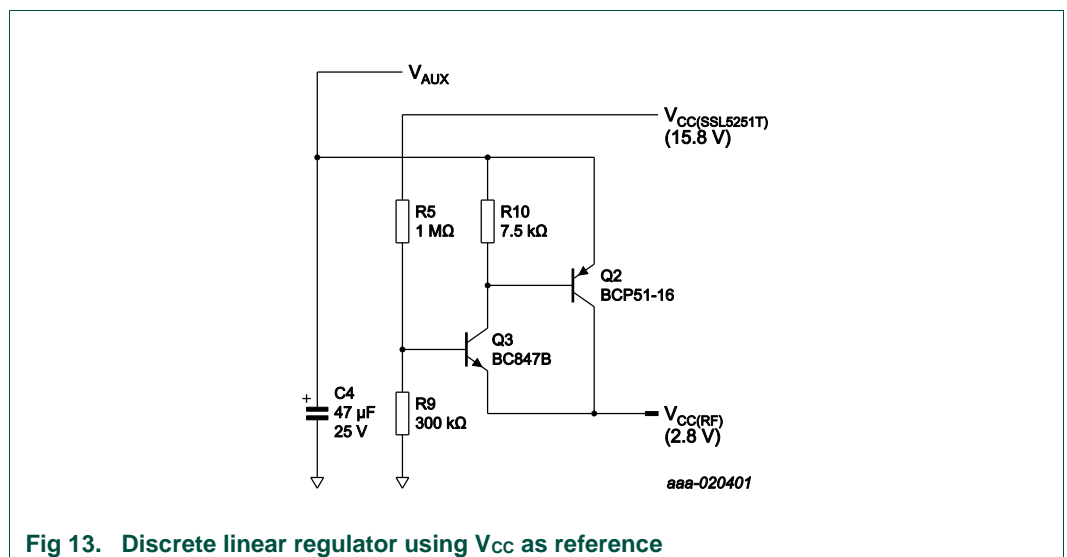 V_AUX
V_CC(SSL5251T)
(15.8 V)
R5
1 MΩ
R10
7.5 kΩ
Q2
BCP51-16
Q3
BC847B
C4
+
47 µF
25 V
R9
300 kΩ
V_CC(RF)
(2.8 V)
aaa-020401
Fig 13. Discrete linear regulator using V_CC as reference